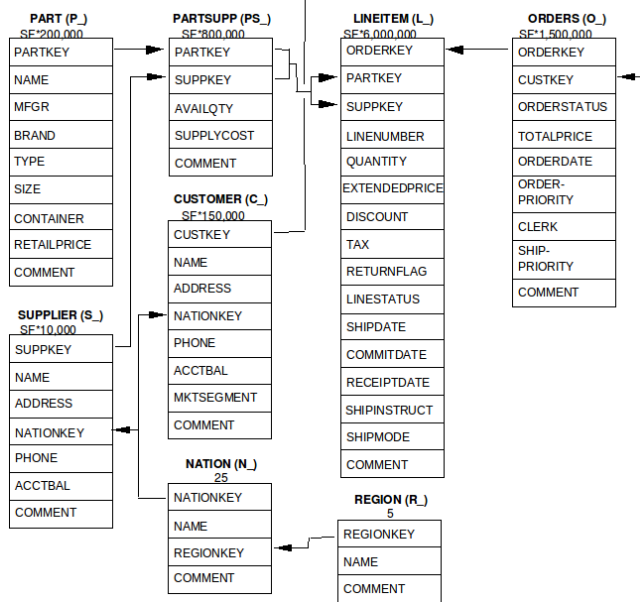 PART (P_)
SF*200,000
PARTKEY
NAME
MFGR
BRAND
TYPE
SIZE
CONTAINER
RETAILPRICE
COMMENT
SUPPLIER (S_)
SF*10,000
SUPPKEY
NAME
ADDRESS
NATIONKEY
PHONE
ACCTBAL
COMMENT
PARTSUPP (PS_)
SF*800,000
PARTKEY
SUPPKEY
AVAILQTY
SUPPLYCOST
COMMENT
CUSTOMER (C_)
SF*150,000
CUSTKEY
NAME
ADDRESS
NATIONKEY
PHONE
ACCTBAL
MKTSEGMENT
COMMENT
NATION (N_)
25
NATIONKEY
NAME
REGIONKEY
COMMENT
LINEITEM (L_)
SF*6,000,000
ORDERKEY
PARTKEY
SUPPKEY
LINENUMBER
QUANTITY
EXTENDEDPRICE
DISCOUNT
TAX
RETURNFLAG
LINESTATUS
SHIPDATE
COMMITDATE
RECEIPTDATE
SHIPINSTRUCT
SHIPMODE
COMMENT
REGION (R_)
5
REGIONKEY
NAME
COMMENT
ORDERS (O_)
SF*1,500,000
ORDERKEY
CUSTKEY
ORDERSTATUS
TOTALPRICE
ORDERDATE
ORDER-
PRIORITY
CLERK
SHIP-
PRIORITY
COMMENT